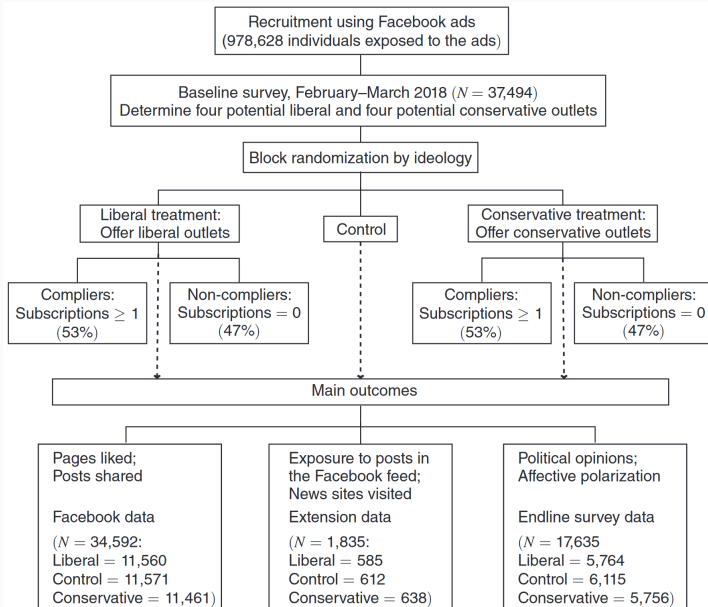 Recruitment using Facebook ads
(978,628 individuals exposed to the ads)
Baseline survey, February–March 2018 (N = 37,494)
Determine four potential liberal and four potential conservative outlets
Block randomization by ideology
Liberal treatment:
Offer liberal outlets
Control
Conservative treatment:
Offer conservative outlets
Compliers:
Subscriptions ≥ 1
(53%)
Non-compliers:
Subscriptions = 0
(47%)
Compliers:
Subscriptions ≥ 1
(53%)
Non-compliers:
Subscriptions = 0
(47%)
Main outcomes
Pages liked;
Posts shared
Facebook data
(N = 34,592:
Liberal = 11,560
Control = 11,571
Conservative = 11,461)
Exposure to posts in
the Facebook feed;
News sites visited
Extension data
(N = 1,835:
Liberal = 585
Control = 612
Conservative = 638)
Political opinions;
Affective polarization
Endline survey data
(N = 17,635
Liberal = 5,764
Control = 6,115
Conservative = 5,756)